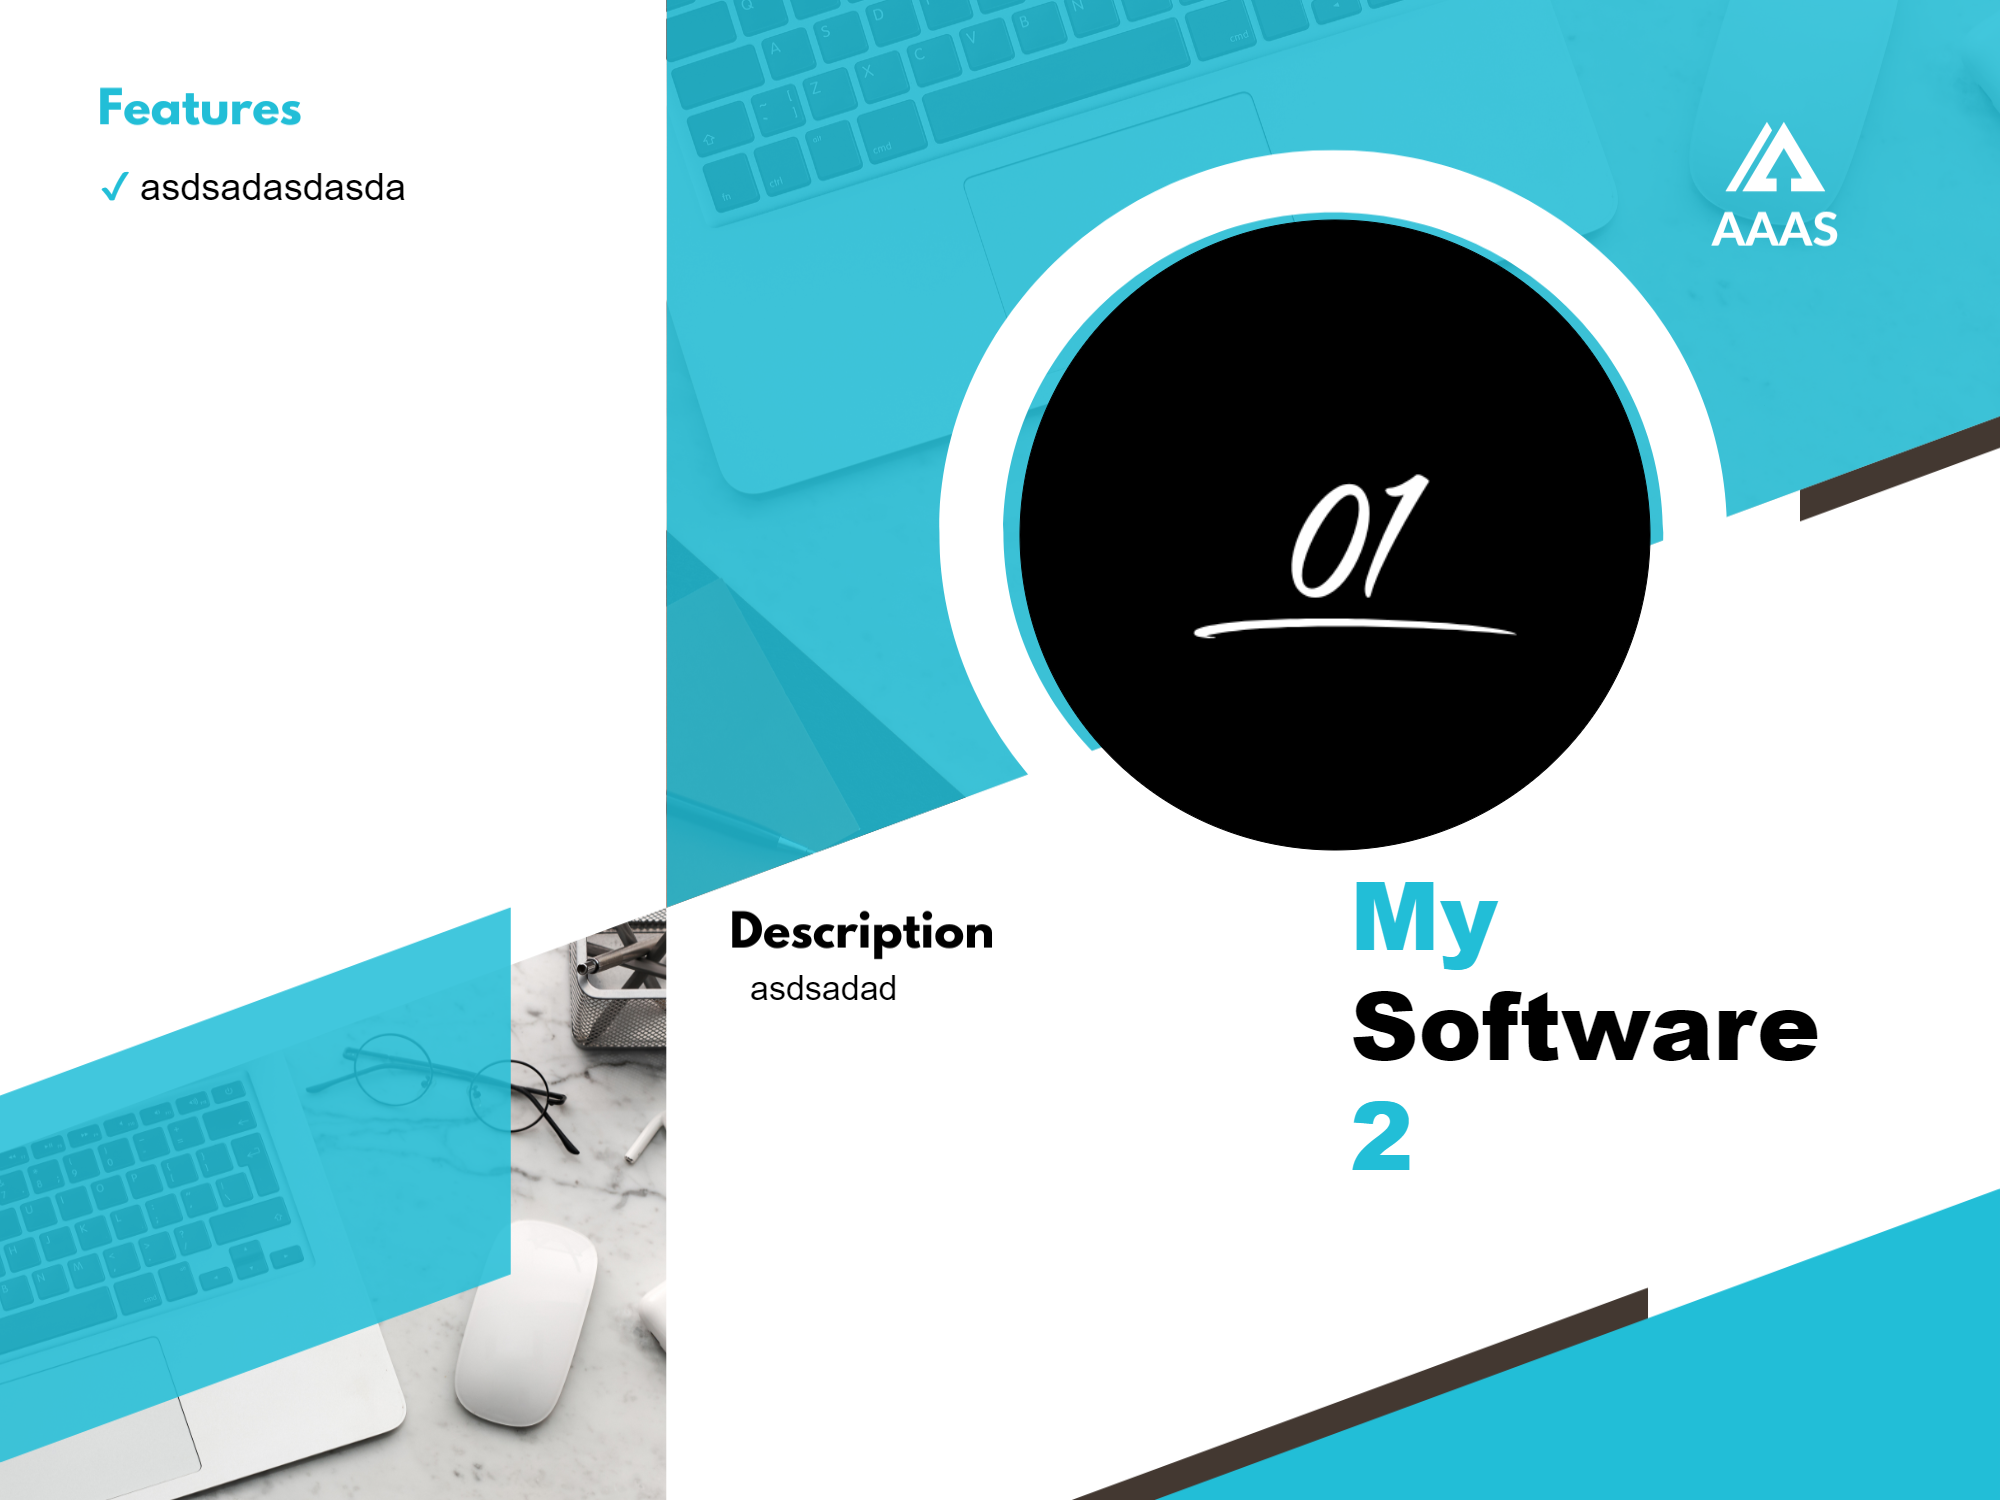 Features
✓ asdsadasdasda
AAAS
01
Description
asdsadad
My
Software
2